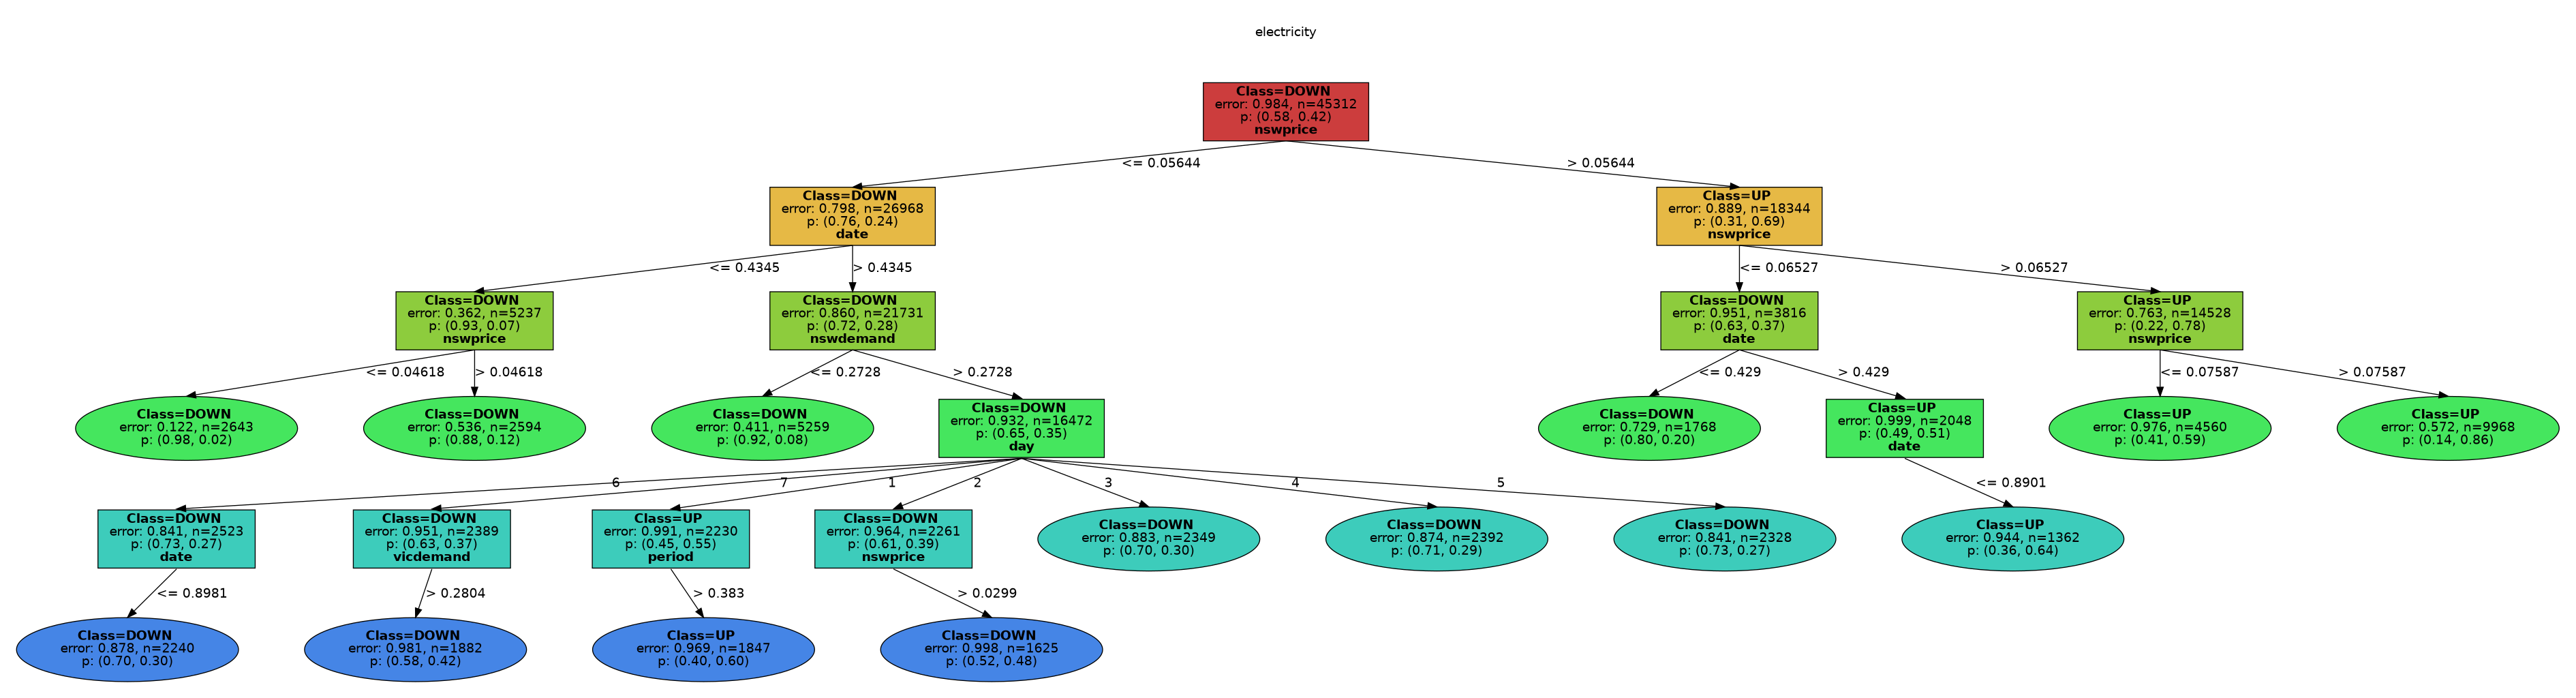 electricity
Class=DOWN
error: 0.984, n=45312
p: (0.58, 0.42)
nswprice
<= 0.05644
> 0.05644
Class=DOWN
error: 0.798, n=26968
p: (0.76, 0.24)
date
Class=UP
error: 0.889, n=18344
p: (0.31, 0.69)
nswprice
<= 0.4345
> 0.4345
<= 0.06527
> 0.06527
Class=DOWN
error: 0.362, n=5237
p: (0.93, 0.07)
nswprice
Class=DOWN
error: 0.860, n=21731
p: (0.72, 0.28)
nswdemand
Class=DOWN
error: 0.951, n=3816
p: (0.63, 0.37)
date
Class=UP
error: 0.763, n=14528
p: (0.22, 0.78)
nswprice
<= 0.04618
> 0.04618
<= 0.2728
> 0.2728
<= 0.429
> 0.429
<= 0.07587
> 0.07587
Class=DOWN
error: 0.122, n=2643
p: (0.98, 0.02)
Class=DOWN
error: 0.536, n=2594
p: (0.88, 0.12)
Class=DOWN
error: 0.411, n=5259
p: (0.92, 0.08)
Class=DOWN
error: 0.932, n=16472
p: (0.65, 0.35)
day
Class=DOWN
error: 0.729, n=1768
p: (0.80, 0.20)
Class=UP
error: 0.999, n=2048
p: (0.49, 0.51)
date
Class=UP
error: 0.976, n=4560
p: (0.41, 0.59)
Class=UP
error: 0.572, n=9968
p: (0.14, 0.86)
6
7
1
2
3
4
5
<= 0.8901
Class=DOWN
error: 0.841, n=2523
p: (0.73, 0.27)
date
Class=DOWN
error: 0.951, n=2389
p: (0.63, 0.37)
vicdemand
Class=UP
error: 0.991, n=2230
p: (0.45, 0.55)
period
Class=DOWN
error: 0.964, n=2261
p: (0.61, 0.39)
nswprice
Class=DOWN
error: 0.883, n=2349
p: (0.70, 0.30)
Class=DOWN
error: 0.874, n=2392
p: (0.71, 0.29)
Class=DOWN
error: 0.841, n=2328
p: (0.73, 0.27)
Class=UP
error: 0.944, n=1362
p: (0.36, 0.64)
<= 0.8981
> 0.2804
> 0.383
> 0.0299
Class=DOWN
error: 0.878, n=2240
p: (0.70, 0.30)
Class=DOWN
error: 0.981, n=1882
p: (0.58, 0.42)
Class=UP
error: 0.969, n=1847
p: (0.40, 0.60)
Class=DOWN
error: 0.998, n=1625
p: (0.52, 0.48)